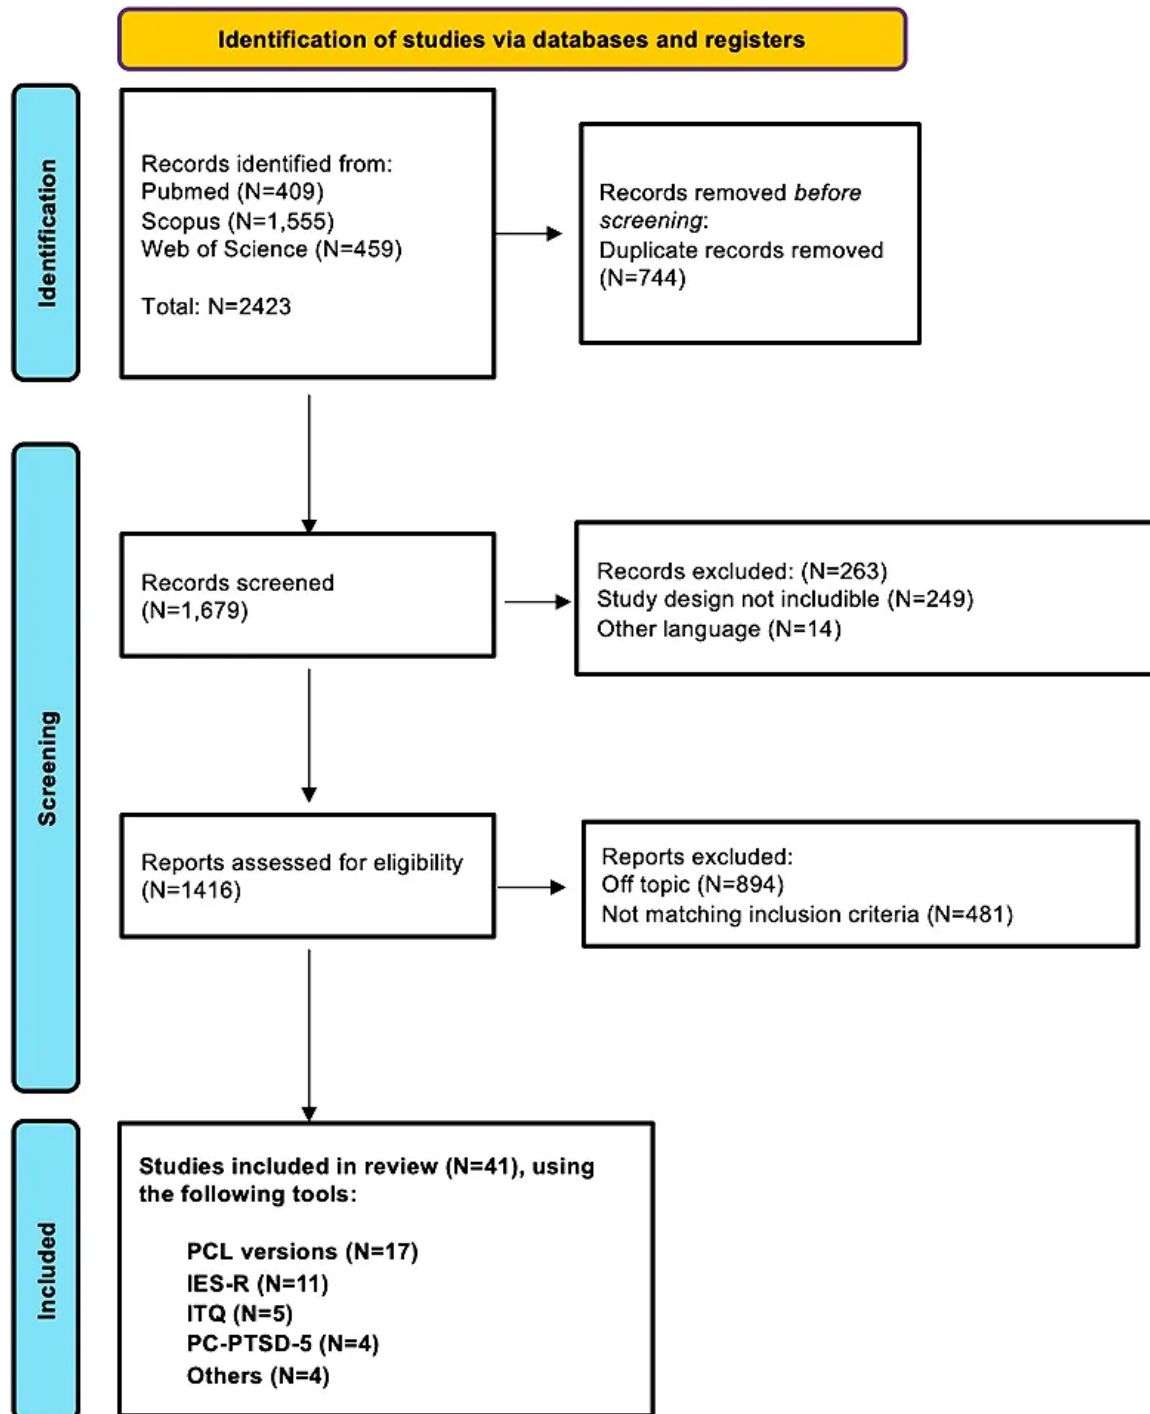 Identification of studies via databases and registers
Identification
Records identified from:
Pubmed (N=409)
Scopus (N=1,555)
Web of Science (N=459)
Total: N=2423
Records removed before
screening:
Duplicate records removed
(N=744)
Screening
Records screened
(N=1,679)
Records excluded: (N=263)
Study design not includible (N=249)
Other language (N=14)
Reports assessed for eligibility
(N=1416)
Reports excluded:
Off topic (N=894)
Not matching inclusion criteria (N=481)
Included
Studies included in review (N=41), using
the following tools:
PCL versions (N=17)
IES-R (N=11)
ITQ (N=5)
PC-PTSD-5 (N=4)
Others (N=4)